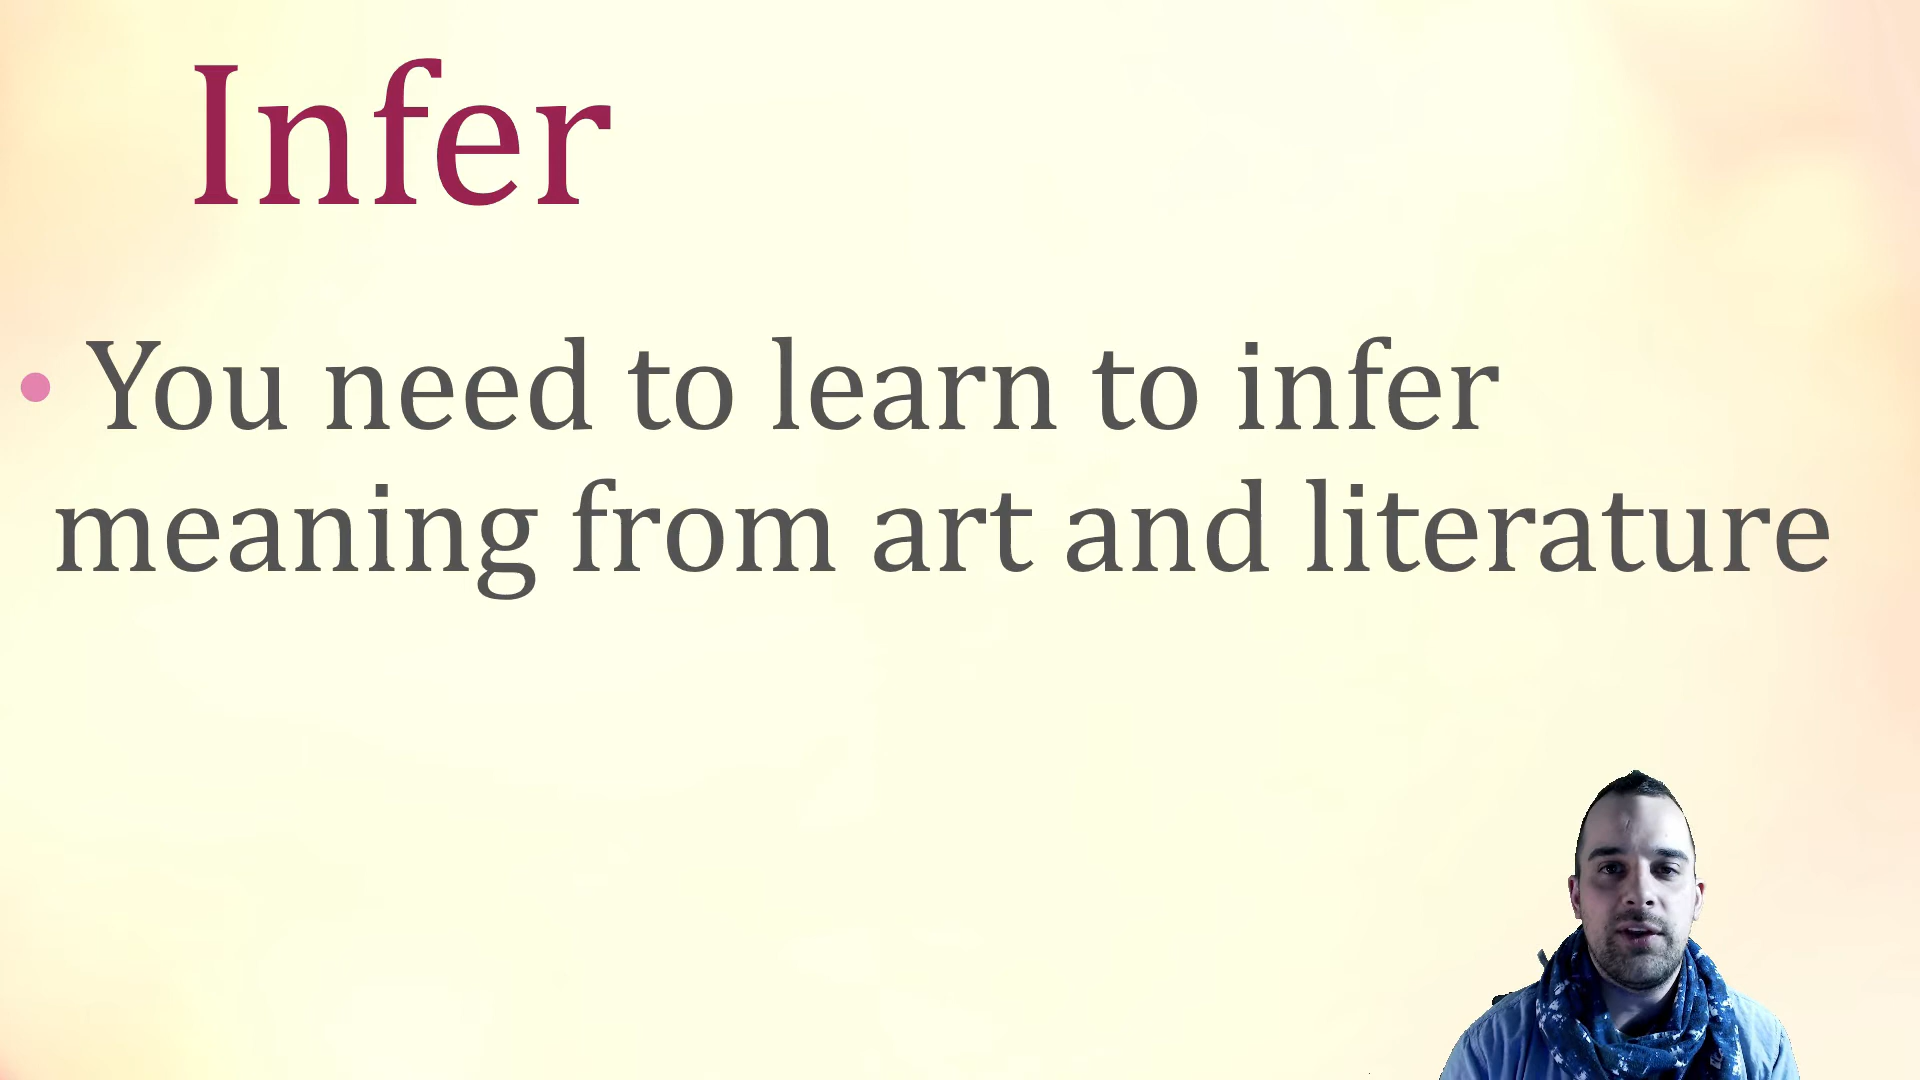 Infer
• You need to learn to infer
meaning from art and literature